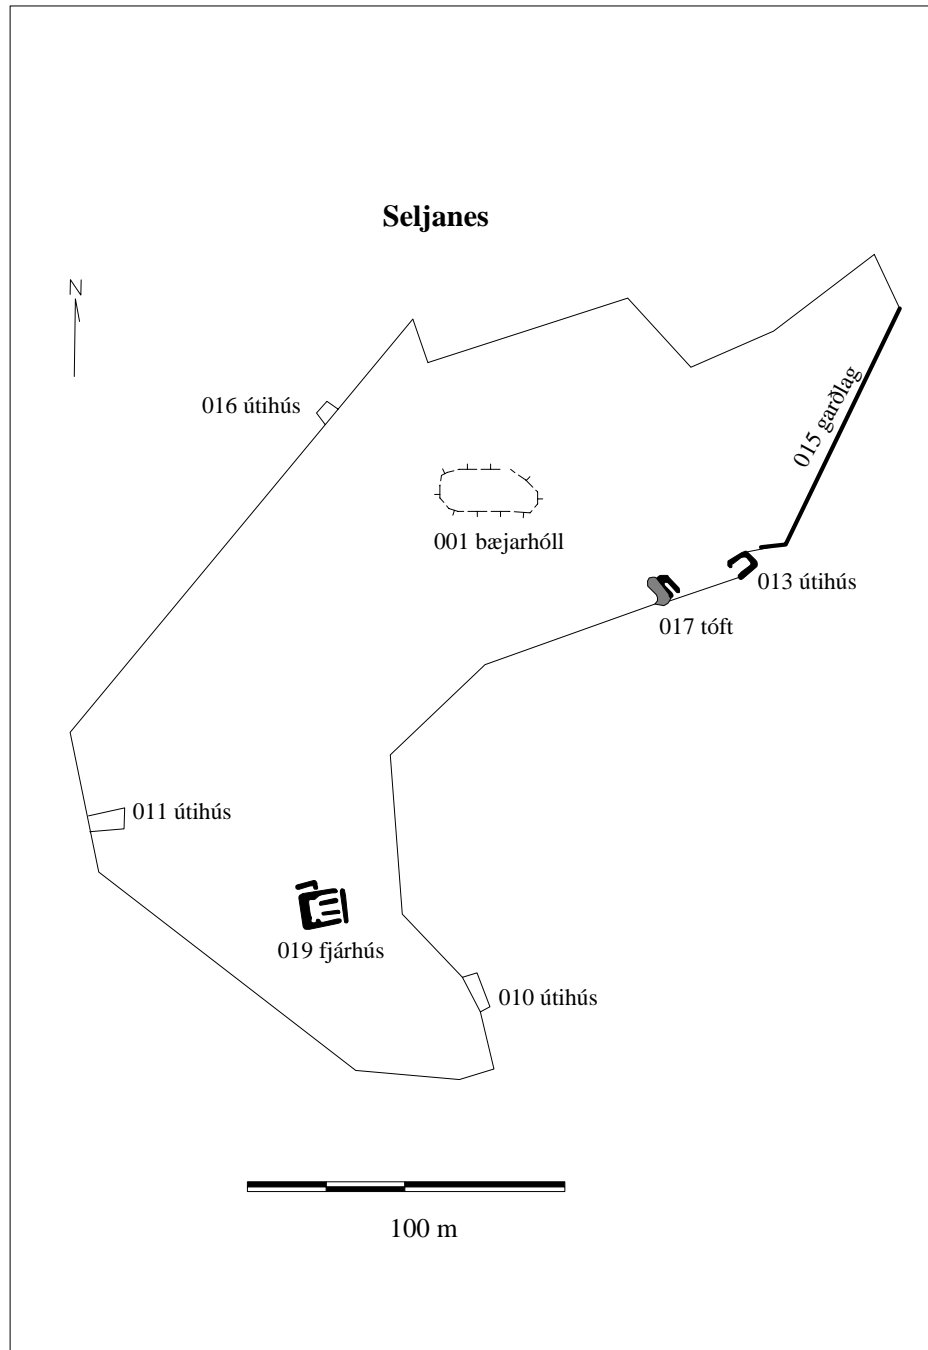 Seljanes
N
016 útihús
015 garðlag
001 bæjarhóll
013 útihús
017 tóft
011 útihús
019 fjárhús
010 útihús
100 m